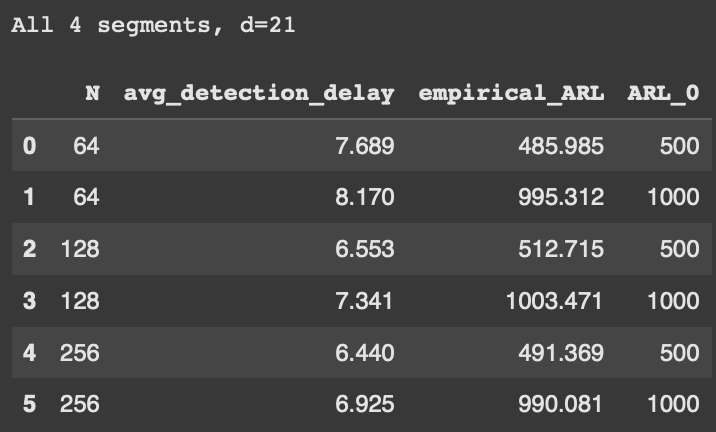 All 4 segments, d=21
N avg_detection_delay empirical_ARL ARL_0
0 64 7.689 485.985 500
1 64 8.170 995.312 1000
2 128 6.553 512.715 500
3 128 7.341 1003.471 1000
4 256 6.440 491.369 500
5 256 6.925 990.081 1000